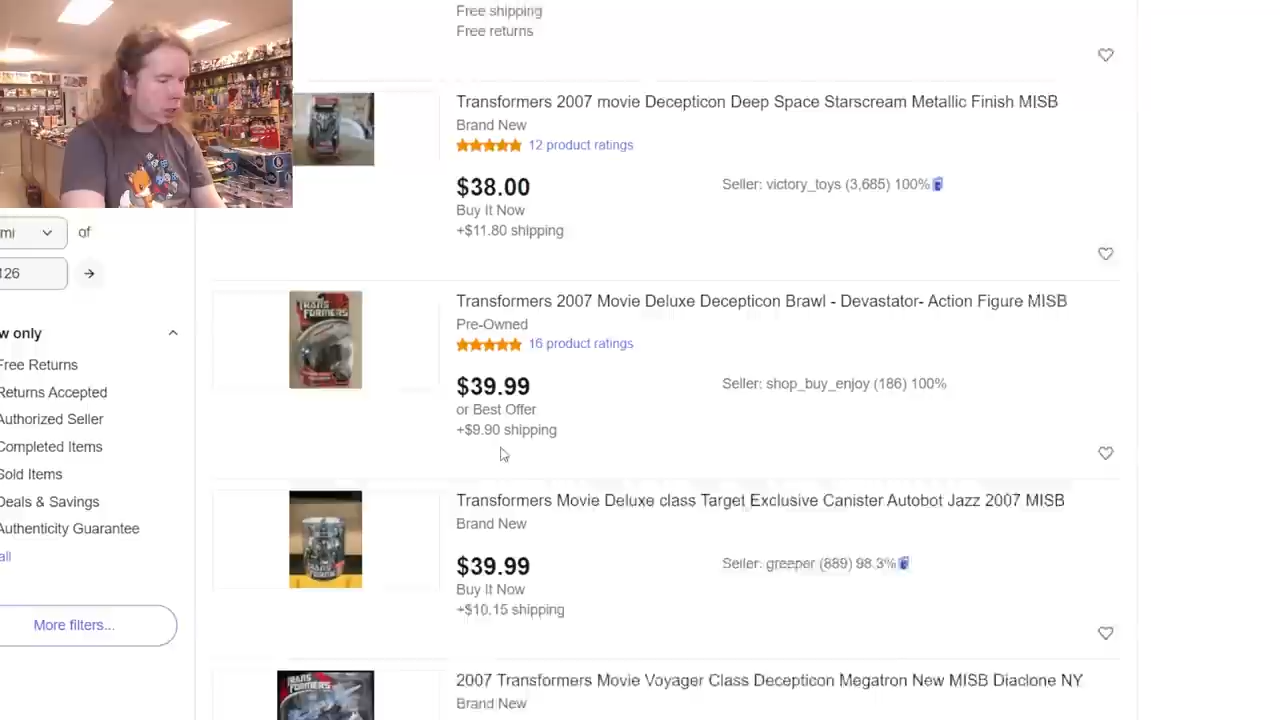 Free shipping
Free returns
Transformers 2007 movie Decepticon Deep Space Starscream Metallic Finish MISB
Brand New
12 product ratings
$38.00
Seller: victory_toys (3,685) 100%
Buy It Now
+$11.80 shipping
mi
of
126
w only
Free Returns
Returns Accepted
Authorized Seller
Completed Items
Sold Items
Deals & Savings
Authenticity Guarantee
all
More filters...
TRANSFORMERS
Transformers 2007 Movie Deluxe Decepticon Brawl - Devastator- Action Figure MISB
Pre-Owned
16 product ratings
$39.99
Seller: shop_buy_enjoy (186) 100%
or Best Offer
+$9.90 shipping
Transformers Movie Deluxe class Target Exclusive Canister Autobot Jazz 2007 MISB
Brand New
$39.99
Seller: greeper (889) 98.3%
Buy It Now
+$10.15 shipping
TRANSFORMERS
2007 Transformers Movie Voyager Class Decepticon Megatron New MISB Diaclone NY
Brand New